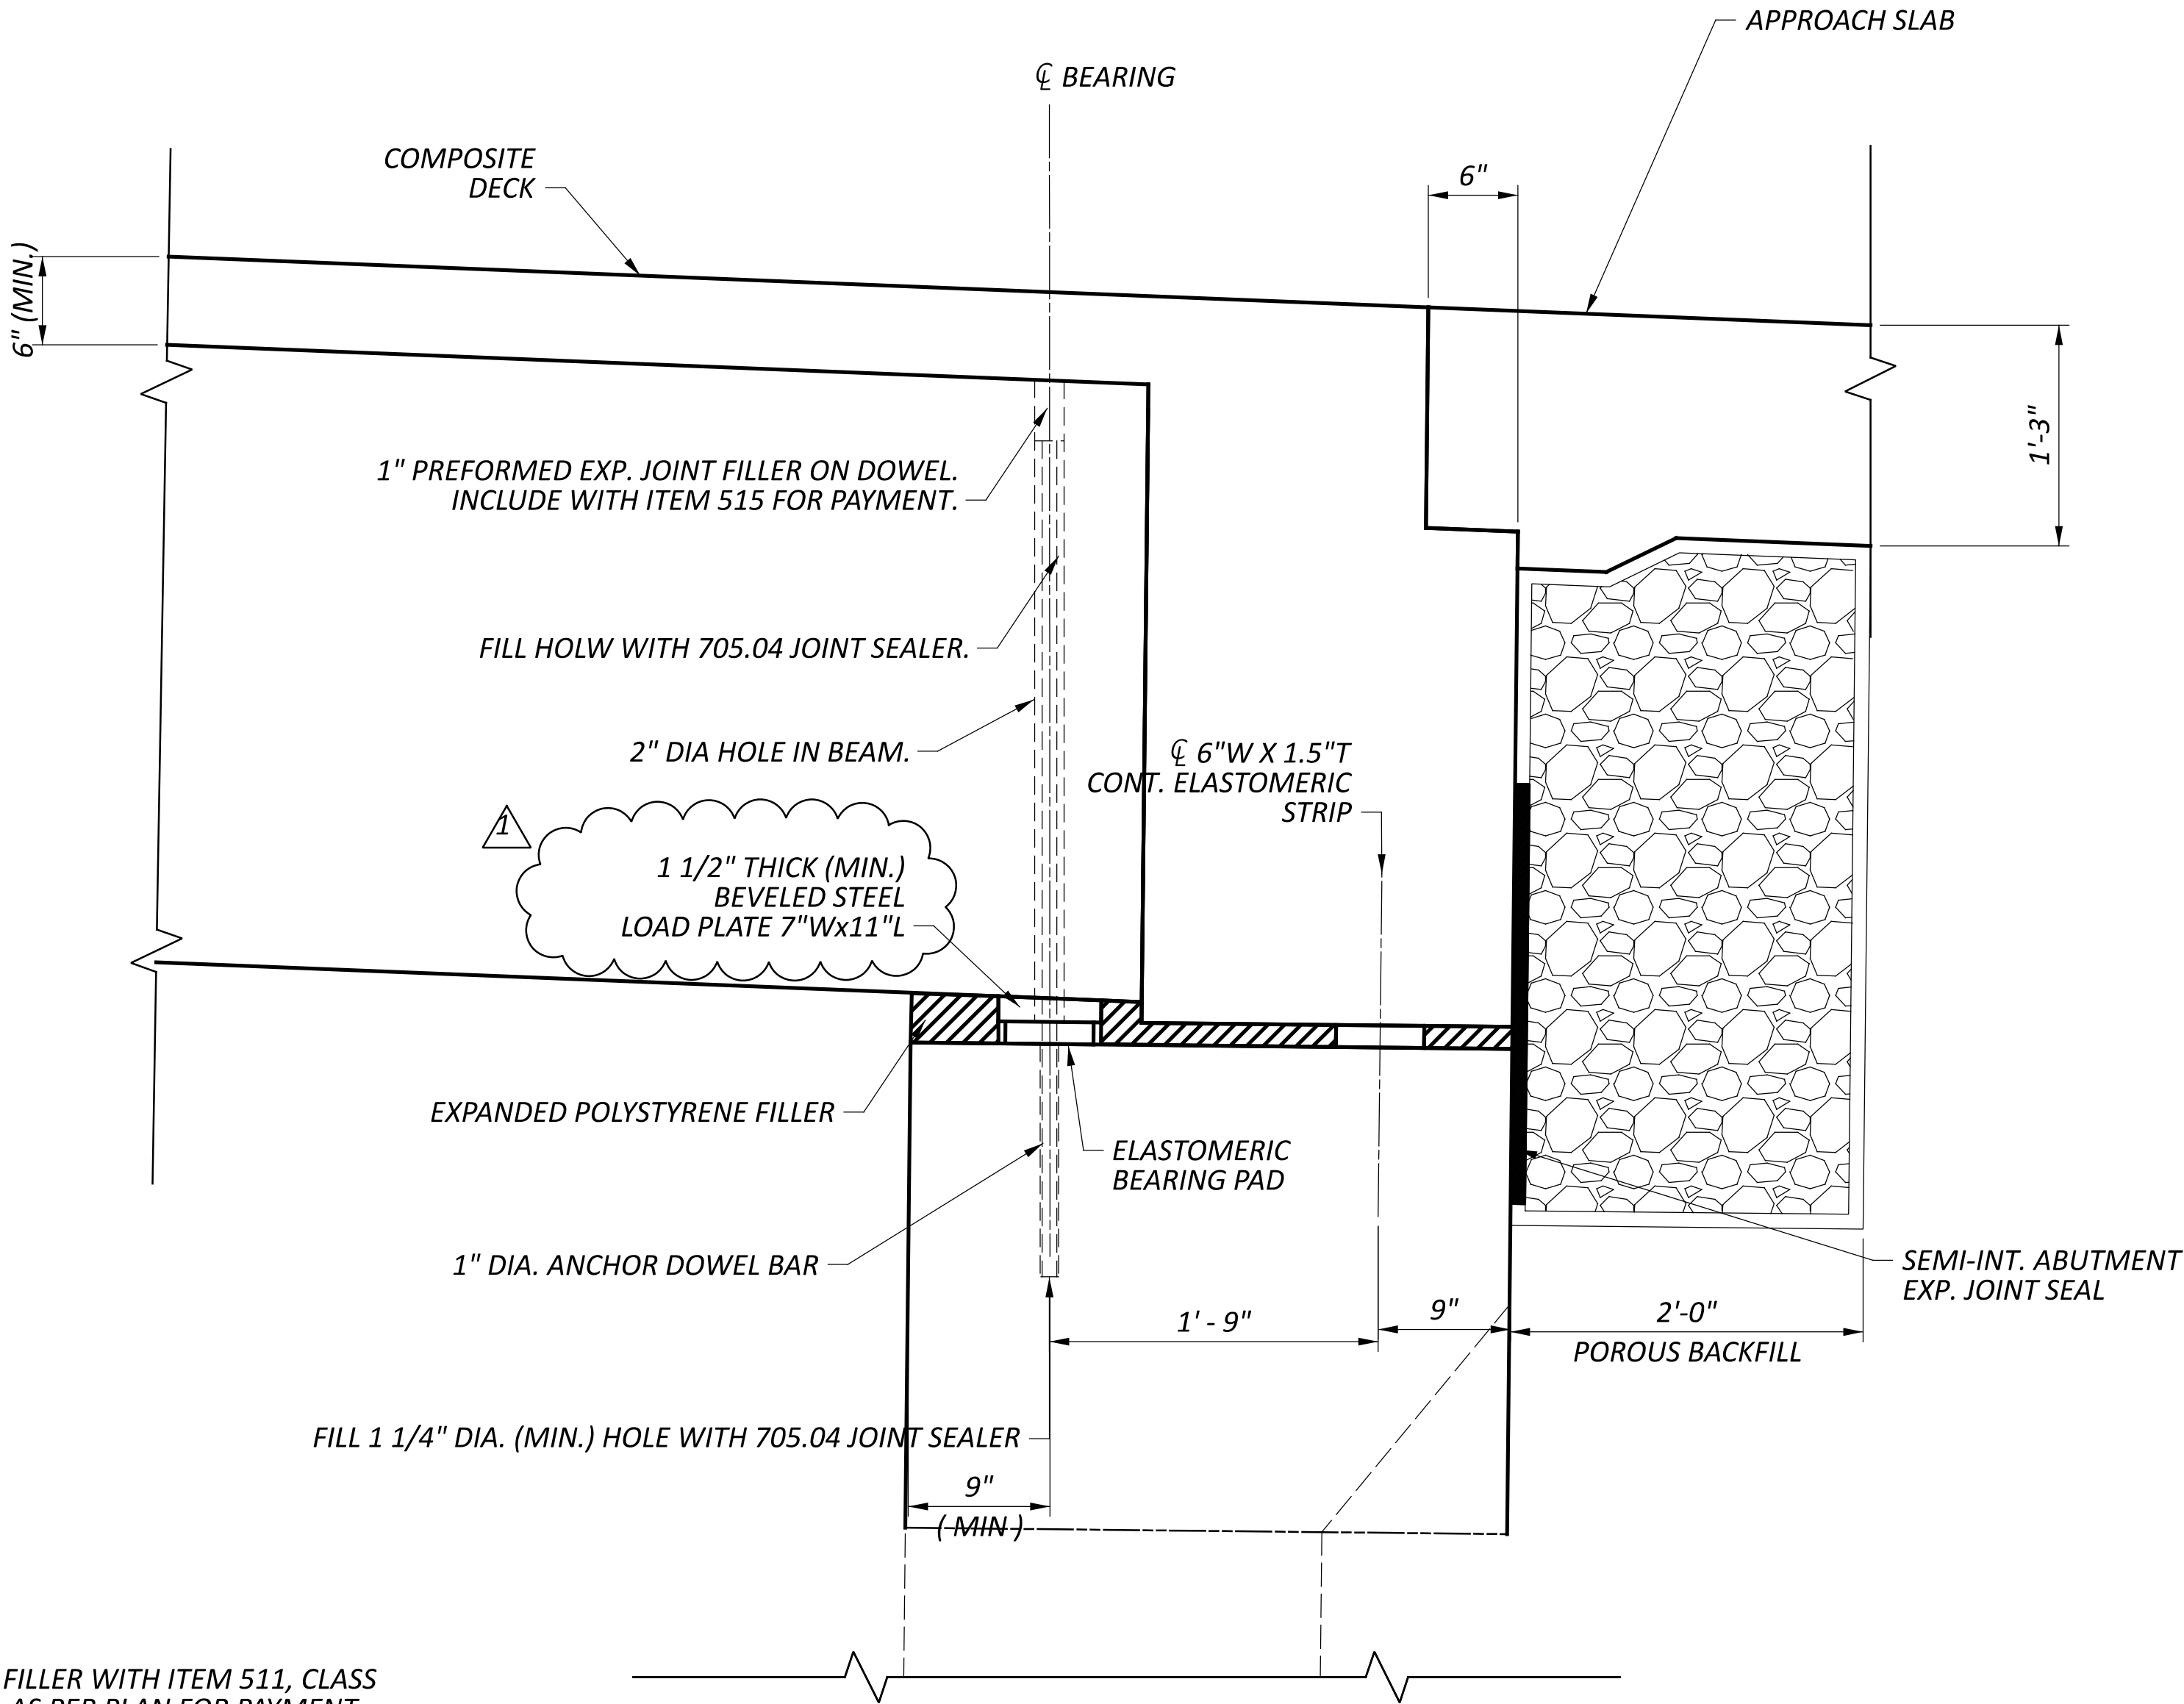 APPROACH SLAB
℄ BEARING
COMPOSITE
DECK
6"
6" (MIN.)
1'-3"
1" PREFORMED EXP. JOINT FILLER ON DOWEL.
INCLUDE WITH ITEM 515 FOR PAYMENT.
FILL HOLW WITH 705.04 JOINT SEALER.
2" DIA HOLE IN BEAM.
℄ 6"W X 1.5"T
CONT. ELASTOMERIC
STRIP
1
1 1/2" THICK (MIN.)
BEVELED STEEL
LOAD PLATE 7"Wx11"L
EXPANDED POLYSTYRENE FILLER
ELASTOMERIC
BEARING PAD
1" DIA. ANCHOR DOWEL BAR
SEMI-INT. ABUTMENT
EXP. JOINT SEAL
1' - 9"
9"
2'-0"
POROUS BACKFILL
FILL 1 1/4" DIA. (MIN.) HOLE WITH 705.04 JOINT SEALER
9"
( MIN )
FILLER WITH ITEM 511, CLASS
AS PER PLAN FOR PAYMENT